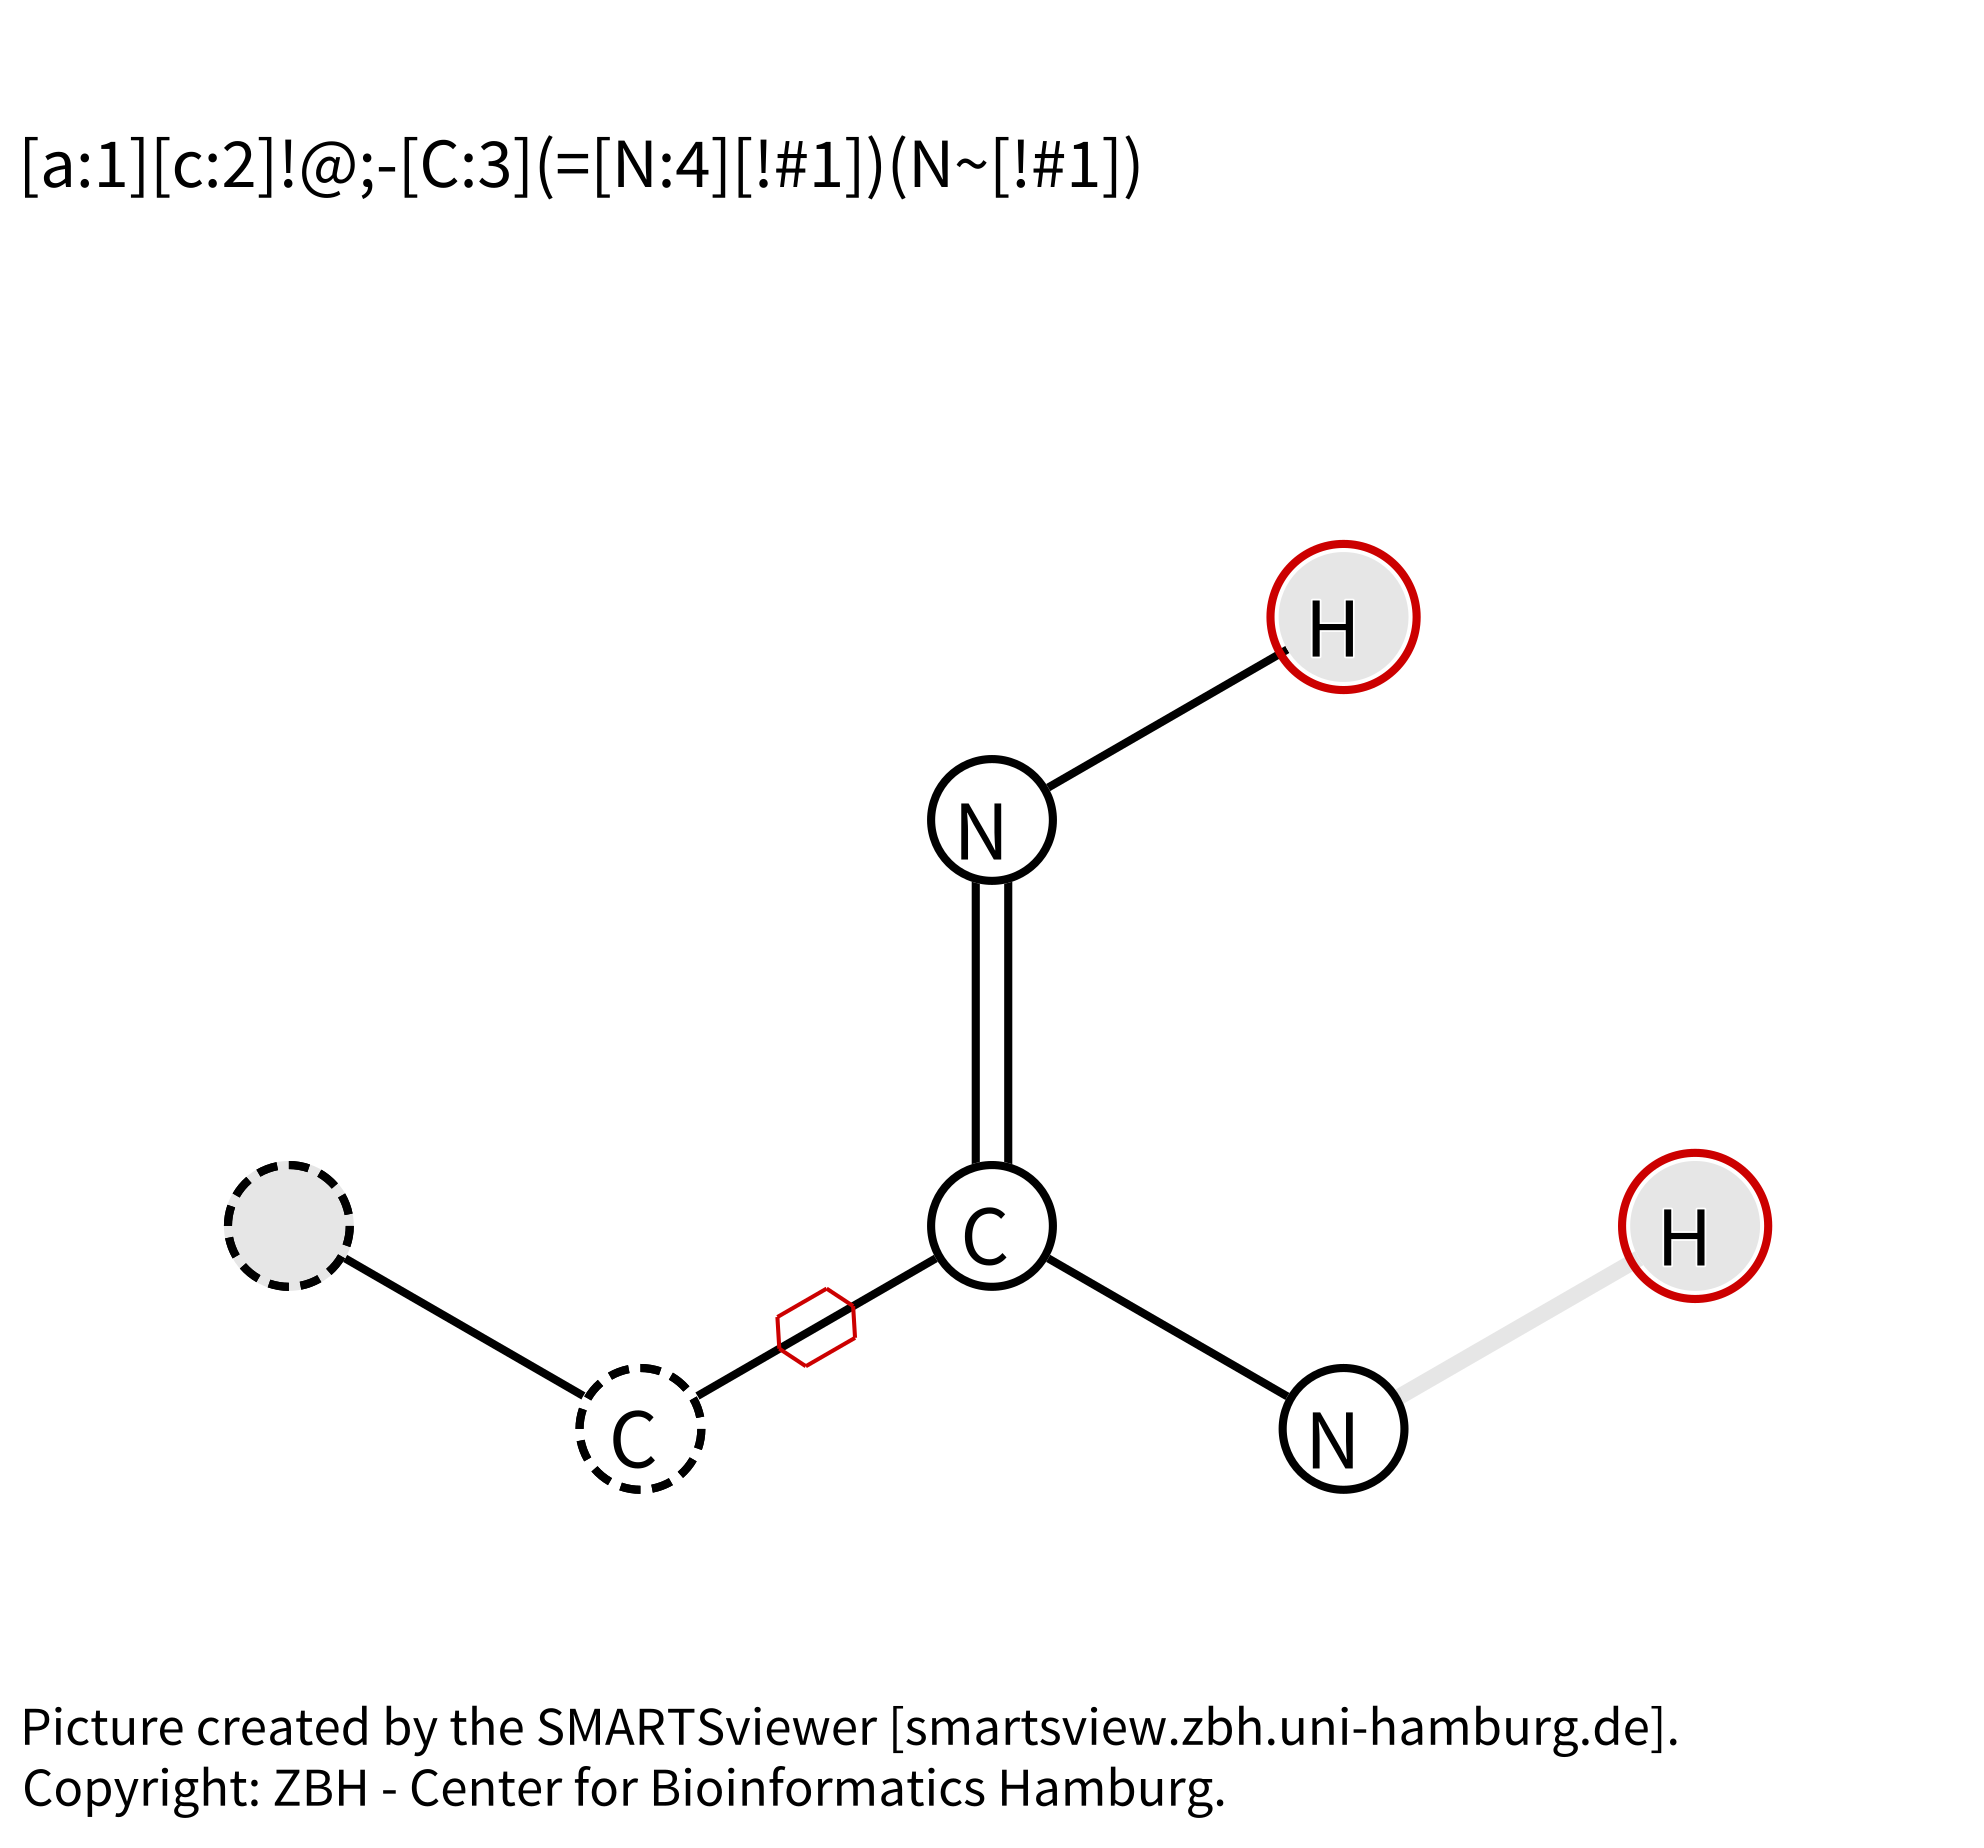 [a:1][c:2]!@;-[C:3](=[N:4][!#1])(N~[!#1])
H
N
C
H
C
N
Picture created by the SMARTSviewer [smartsview.zbh.uni-hamburg.de].
Copyright: ZBH - Center for Bioinformatics Hamburg.